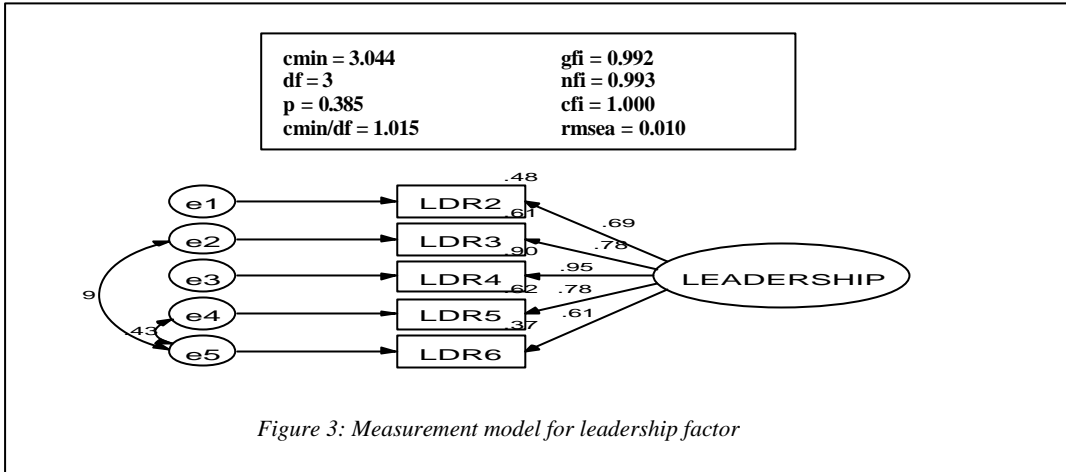 cmin = 3.044 gfi = 0.992
df = 3 nfi = 0.993
p = 0.385 cfi = 1.000
cmin/df = 1.015 rmsea = 0.010
.48
e1 LDR2
.61 .69
e2 LDR3 .78
.90
e3 LDR4 .95 LEADERSHIP
9 .62 .78
e4 LDR5 .61
.43 .37
e5 LDR6
Figure 3: Measurement model for leadership factor